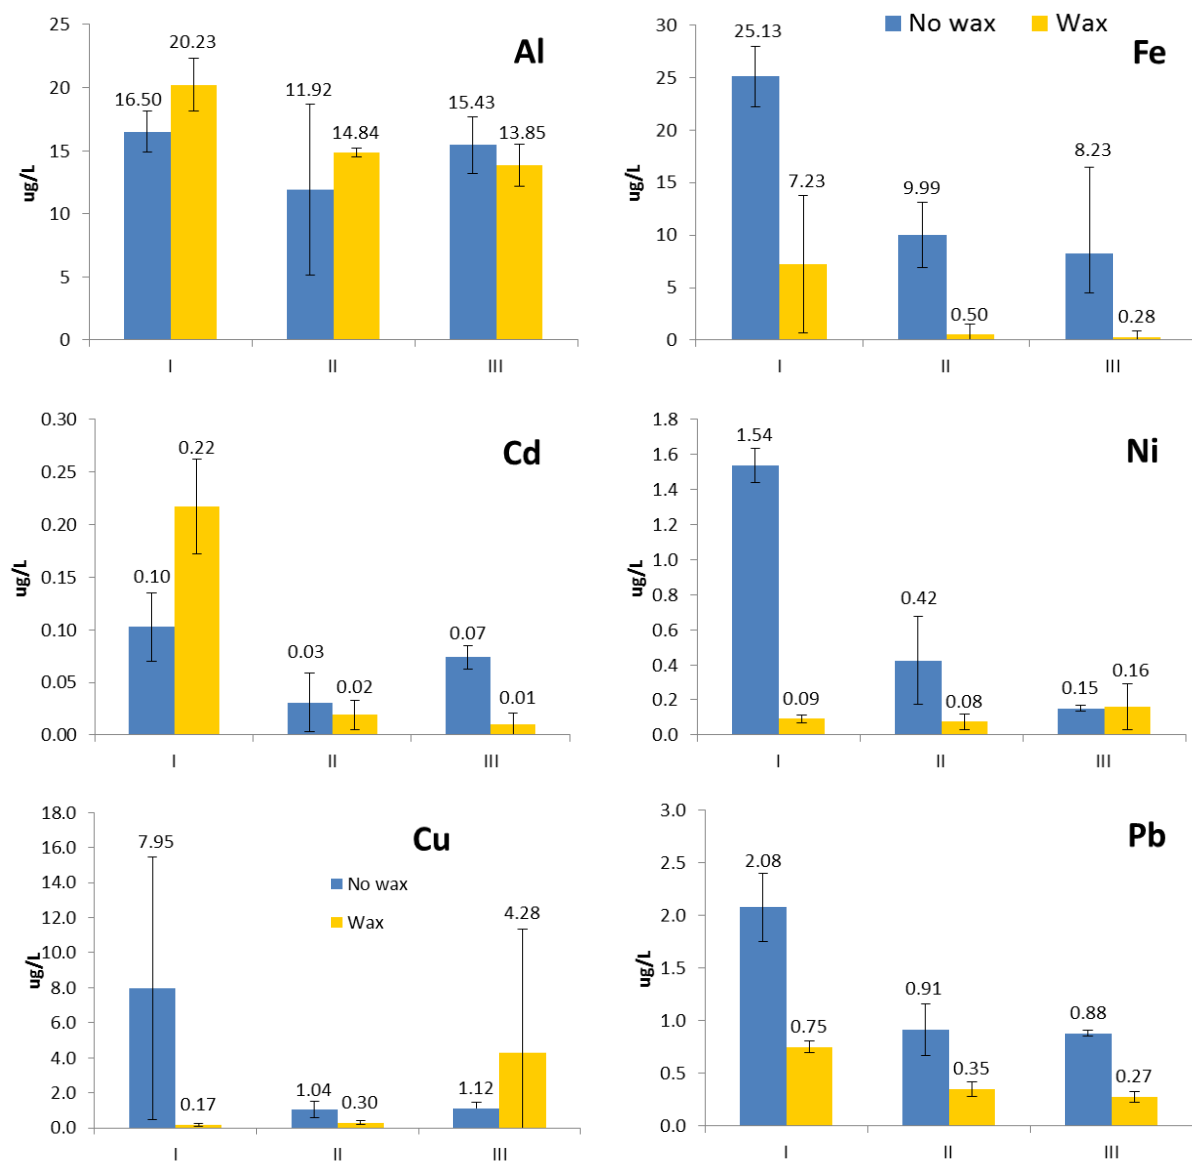 Al
ug/L
25
20
15
10
5
0
16.50
20.23
11.92
14.84
15.43
13.85
I
II
III
No wax
Wax
Fe
ug/L
30
25
20
15
10
5
0
25.13
7.23
9.99
0.50
8.23
0.28
I
II
III
Cd
ug/L
0.30
0.25
0.20
0.15
0.10
0.05
0.00
0.10
0.22
0.03
0.02
0.07
0.01
I
II
III
Ni
ug/L
1.8
1.6
1.4
1.2
1.0
0.8
0.6
0.4
0.2
0.0
1.54
0.09
0.42
0.08
0.15
0.16
I
II
III
Cu
No wax
Wax
ug/L
18.0
16.0
14.0
12.0
10.0
8.0
6.0
4.0
2.0
0.0
7.95
0.17
1.04
0.30
1.12
4.28
I
II
III
Pb
ug/L
3.0
2.5
2.0
1.5
1.0
0.5
0.0
2.08
0.75
0.91
0.35
0.88
0.27
I
II
III